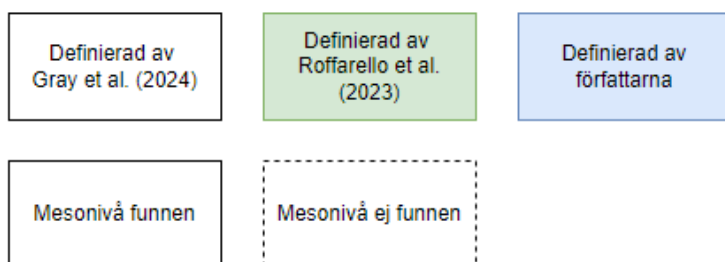 Definierad av
Gray et al. (2024)
Definierad av
Roffarello et al.
(2023)
Definierad av
författarna
Mesonivå funnen
Mesonivå ej funnen